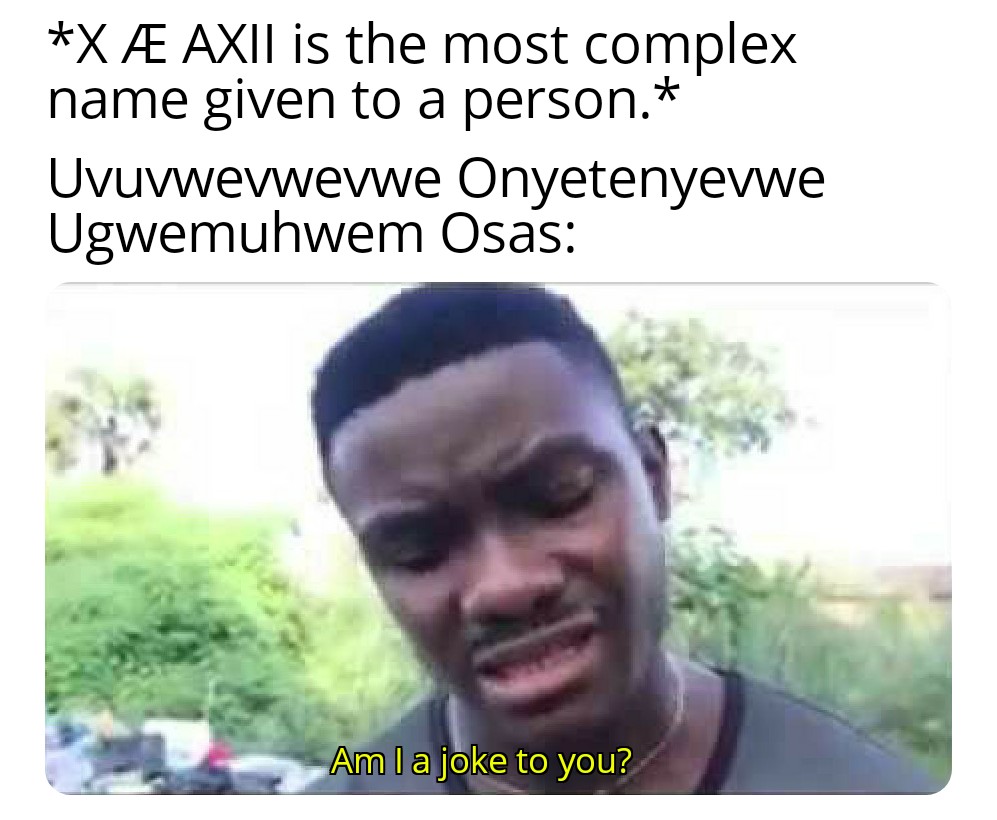 *X Æ AXII is the most complex
name given to a person.*
Uvuvwevwevwe Onyetenyevwe
Ugwemuhwem Osas:
Am I a joke to you?